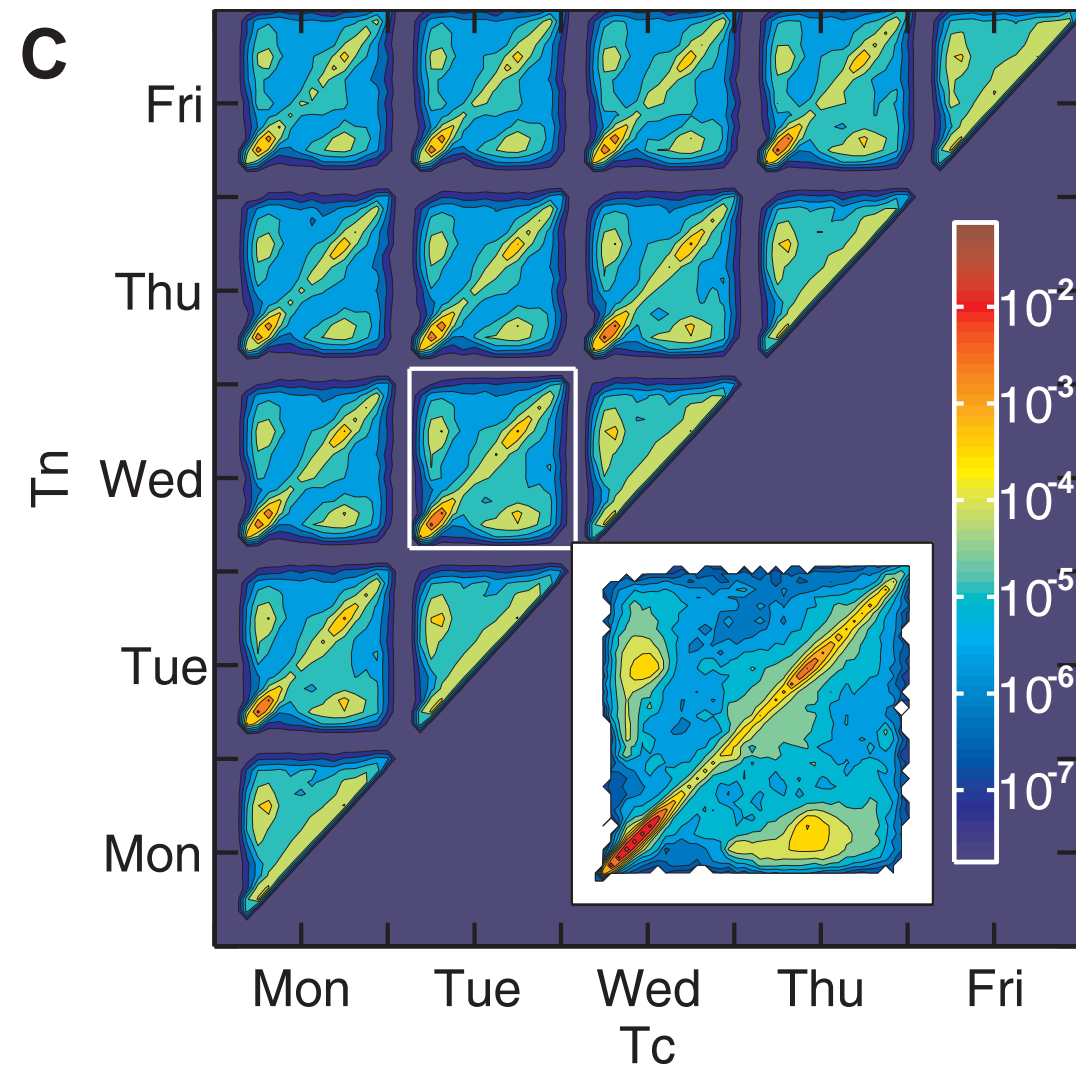 C
Fri
Thu
Wed
Tue
Mon
Tn
10-2
10-3
10-4
10-5
10-6
10-7
Mon Tue Wed Thu Fri
Tc